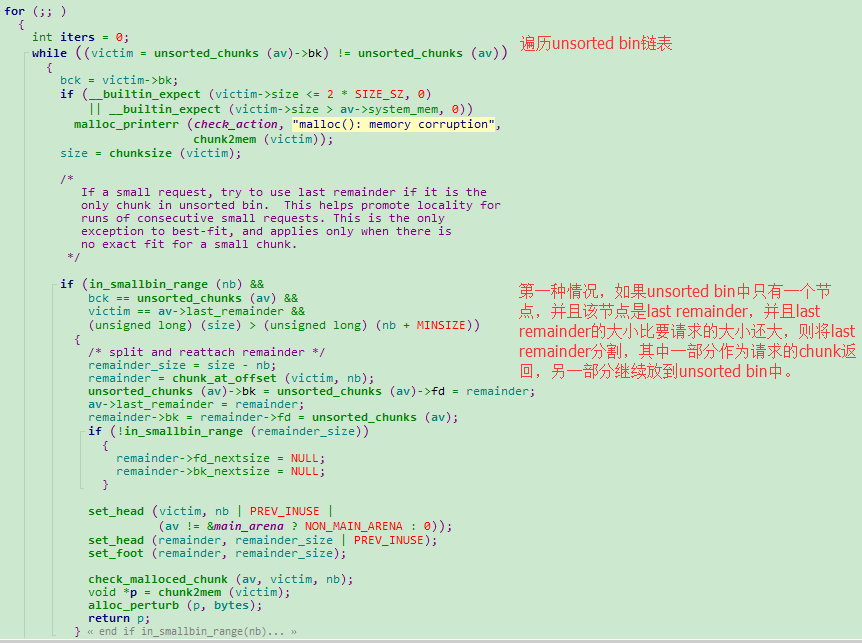 for (;; )
{
int iters = 0;
while ((victim = unsorted_chunks (av)->bk) != unsorted_chunks (av)) 遍历unsorted bin链表
{
bck = victim->bk;
if (__builtin_expect (victim->size <= 2 * SIZE_SZ, 0)
|| __builtin_expect (victim->size > av->system_mem, 0))
malloc_printerr (check_action, "malloc(): memory corruption",
chunk2mem (victim));
size = chunksize (victim);
/*
If a small request, try to use last remainder if it is the
only chunk in unsorted bin.  This helps promote locality for
runs of consecutive small requests. This is the only
exception to best-fit, and applies only when there is
no exact fit for a small chunk.
*/
if (in_smallbin_range (nb) &&
bck == unsorted_chunks (av) &&
victim == av->last_remainder &&
(unsigned long) (size) > (unsigned long) (nb + MINSIZE))
第一种情况，如果unsorted bin中只有一个节
点，并且该节点是last remainder，并且last
remainder的大小比要请求的大小还大，则将last
remainder分割，其中一部分作为请求的chunk返
回，另一部分继续放到unsorted bin中。
{
/* split and reattach remainder */
remainder_size = size - nb;
remainder = chunk_at_offset (victim, nb);
unsorted_chunks (av)->bk = unsorted_chunks (av)->fd = remainder;
av->last_remainder = remainder;
remainder->bk = remainder->fd = unsorted_chunks (av);
if (!in_smallbin_range (remainder_size))
{
remainder->fd_nextsize = NULL;
remainder->bk_nextsize = NULL;
}
set_head (victim, nb | PREV_INUSE |
(av != &main_arena ? NON_MAIN_ARENA : 0));
set_head (remainder, remainder_size | PREV_INUSE);
set_foot (remainder, remainder_size);
check_malloced_chunk (av, victim, nb);
void *p = chunk2mem (victim);
alloc_perturb (p, bytes);
return p;
} « end if in_smallbin_range(nb)... »